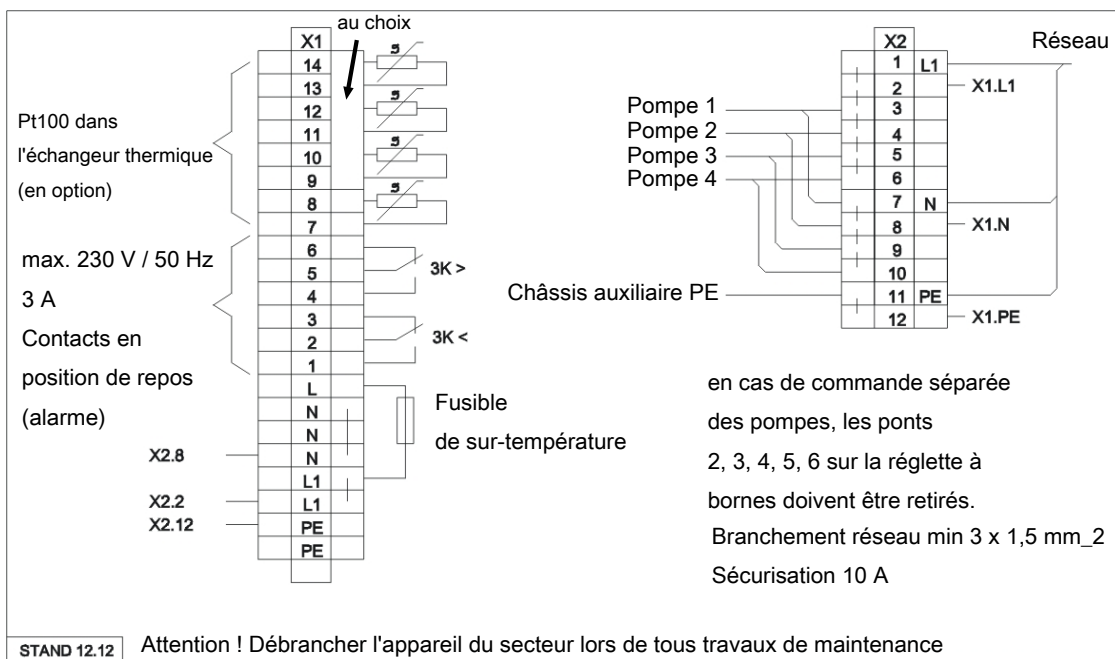 au choix
X1
14
13
12
11
10
9
8
7
6
5
4
3
2
1
L
N
N
N
L1
L1
PE
PE
Pt100 dans
l'échangeur thermique
(en option)
max. 230 V / 50 Hz
3 A
Contacts en
position de repos
(alarme)
X2.8
X2.2
X2.12
3K >
3K <
Fusible
de sur-température
X2
Réseau
1 L1
2
3
4
5
6
7 N
8
9
10
11 PE
12
X1.L1
X1.N
X1.PE
Pompe 1
Pompe 2
Pompe 3
Pompe 4
Châssis auxiliaire PE
en cas de commande séparée
des pompes, les ponts
2, 3, 4, 5, 6 sur la réglette à
bornes doivent être retirés.
Branchement réseau min 3 x 1,5 mm_2
Sécurisation 10 A
STAND 12.12
Attention ! Débrancher l'appareil du secteur lors de tous travaux de maintenance